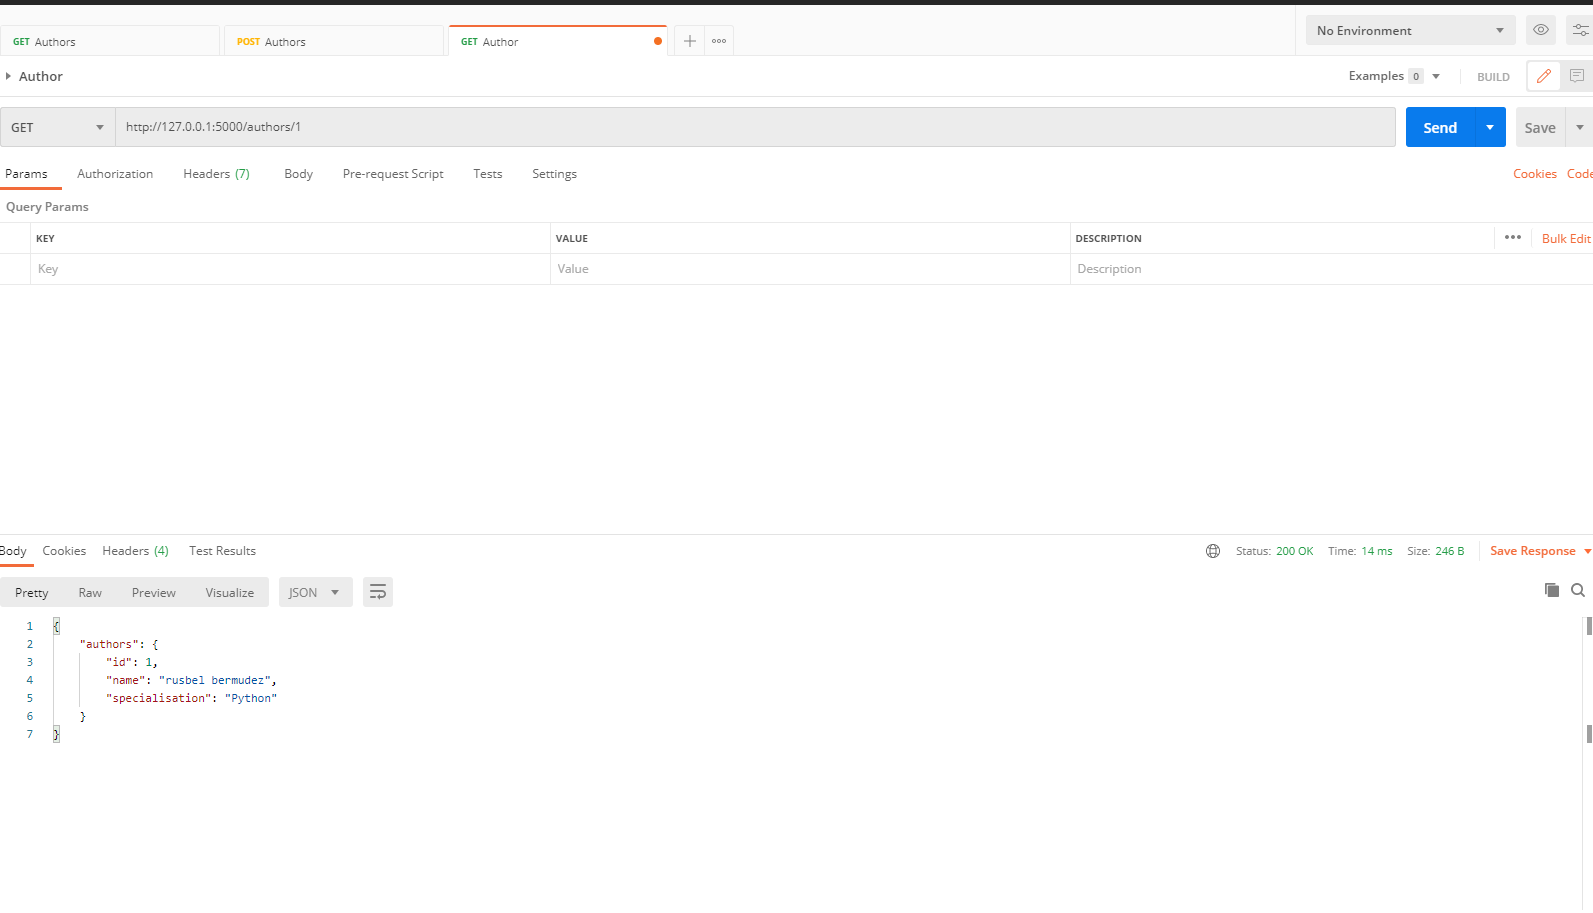 GET Authors POST Authors GET Author No Environment
Author Examples 0 BUILD
GET http://127.0.0.1:5000/authors/1 Send Save
Params Authorization Headers (7) Body Pre-request Script Tests Settings Cookies Code
Query Params
KEY VALUE DESCRIPTION Bulk Edit
Key Value Description
Body Cookies Headers (4) Test Results Status: 200 OK Time: 14 ms Size: 246 B Save Response
Pretty Raw Preview Visualize JSON
1 {
2 "authors": {
3 "id": 1,
4 "name": "rusbel bermudez",
5 "specialisation": "Python"
6 }
7 }